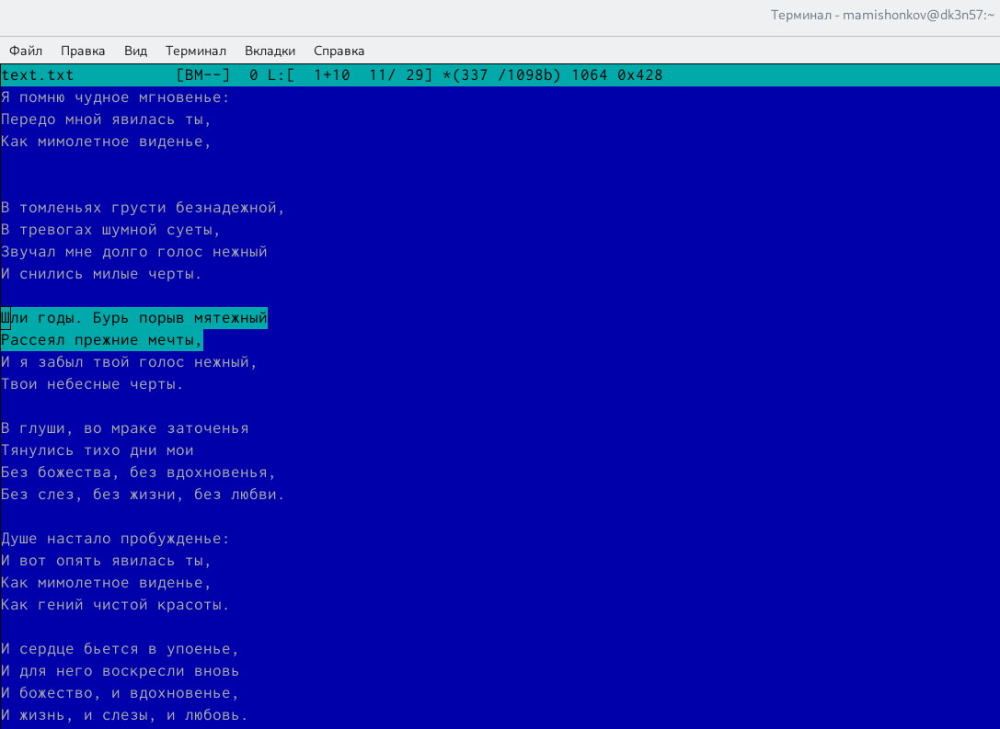 Терминал - mamishonkov@dk3n57:~
Файл Правка Вид Терминал Вкладки Справка
text.txt [BM--] 0 L:[ 1+10 11/ 29] *(337 /1098b) 1064 0x428
Я помню чудное мгновенье:
Передо мной явилась ты,
Как мимолетное виденье,
В томленьях грусти безнадежной,
В тревогах шумной суеты,
Звучал мне долго голос нежный
И снились милые черты.
Шли годы. Бурь порыв мятежный
Рассеял прежние мечты,
И я забыл твой голос нежный,
Твои небесные черты.
В глуши, во мраке заточенья
Тянулись тихо дни мои
Без божества, без вдохновенья,
Без слез, без жизни, без любви.
Душе настало пробужденье:
И вот опять явилась ты,
Как мимолетное виденье,
Как гений чистой красоты.
И сердце бьется в упоенье,
И для него воскресли вновь
И божество, и вдохновенье,
И жизнь, и слезы, и любовь.